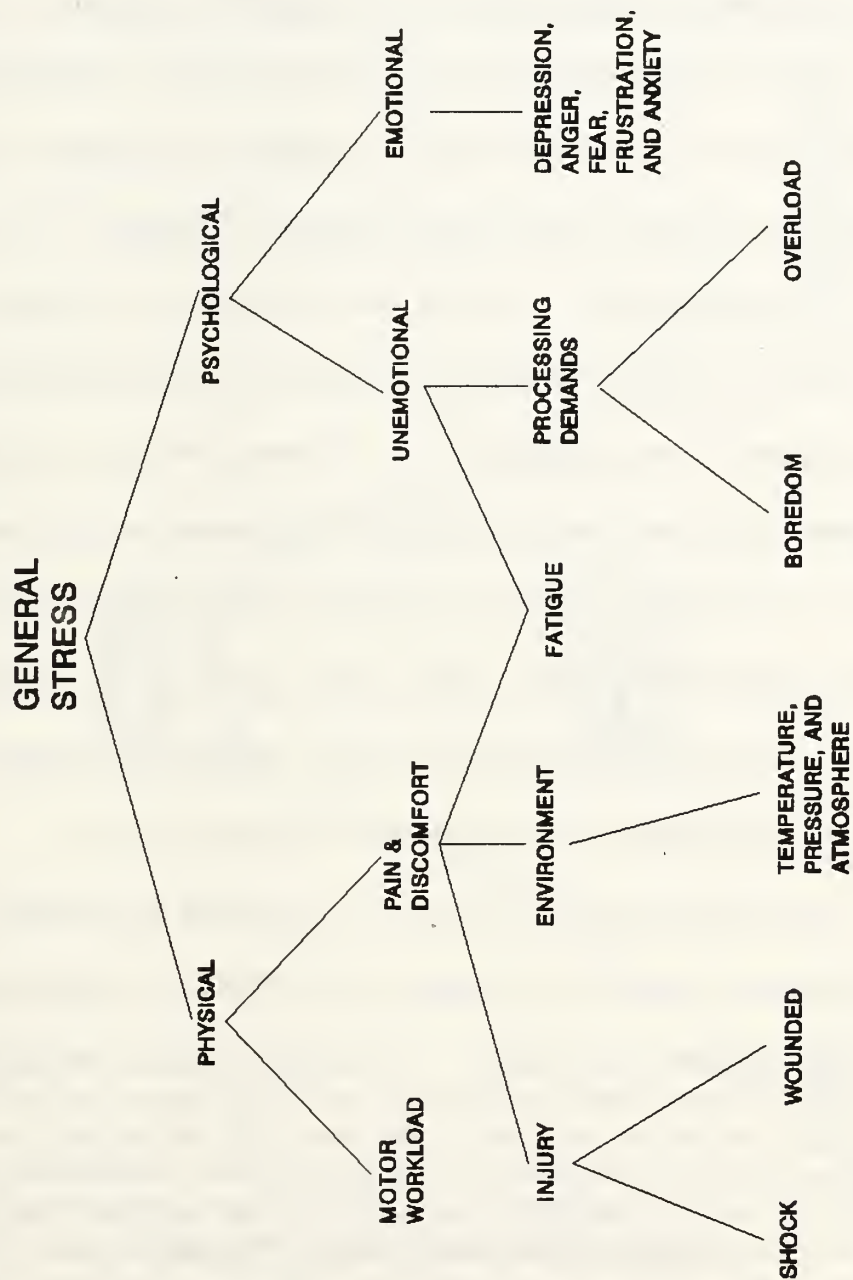 GENERAL
STRESS
PHYSICAL
PSYCHOLOGICAL
MOTOR
WORKLOAD
PAIN &
DISCOMFORT
UNEMOTIONAL
EMOTIONAL
INJURY
ENVIRONMENT
FATIGUE
PROCESSING
DEMANDS
DEPRESSION,
ANGER,
FEAR,
FRUSTRATION,
AND ANXIETY
SHOCK
WOUNDED
TEMPERATURE,
PRESSURE, AND
ATMOSPHERE
BOREDOM
OVERLOAD